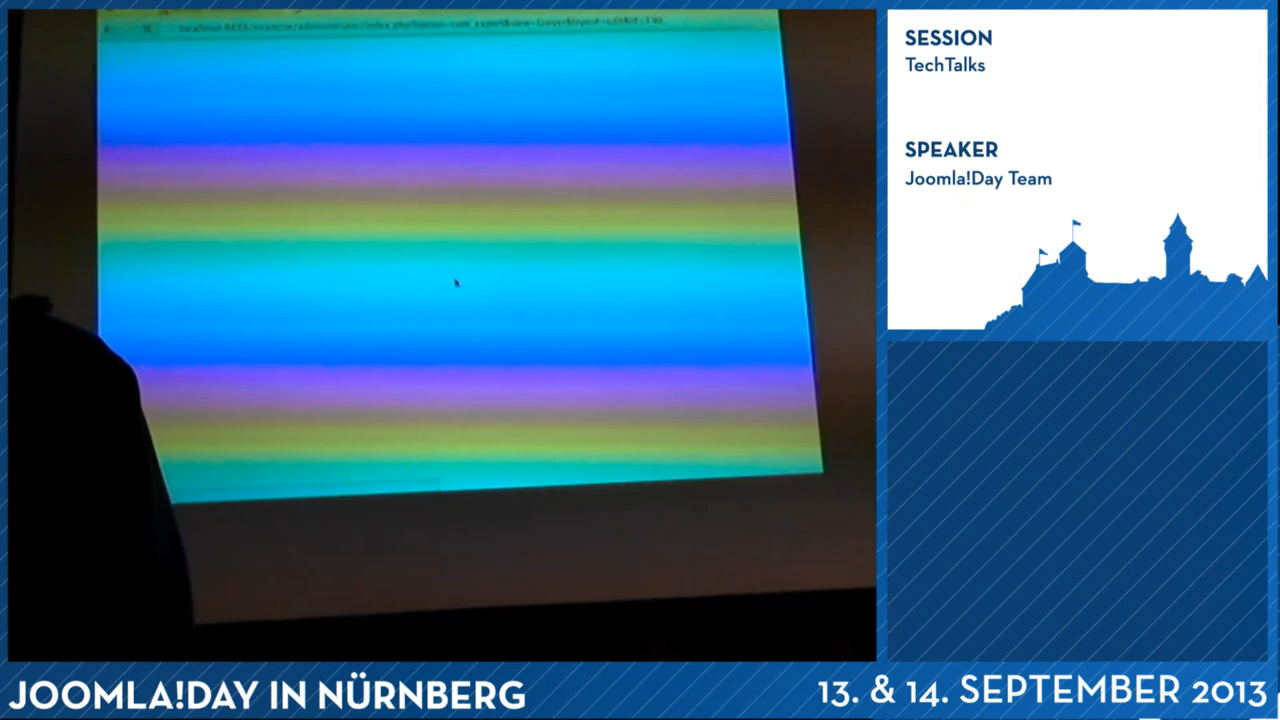 SESSION
TechTalks
SPEAKER
Joomla!Day Team
JOOMLA!DAY IN NÜRNBERG
13. & 14. SEPTEMBER 2013